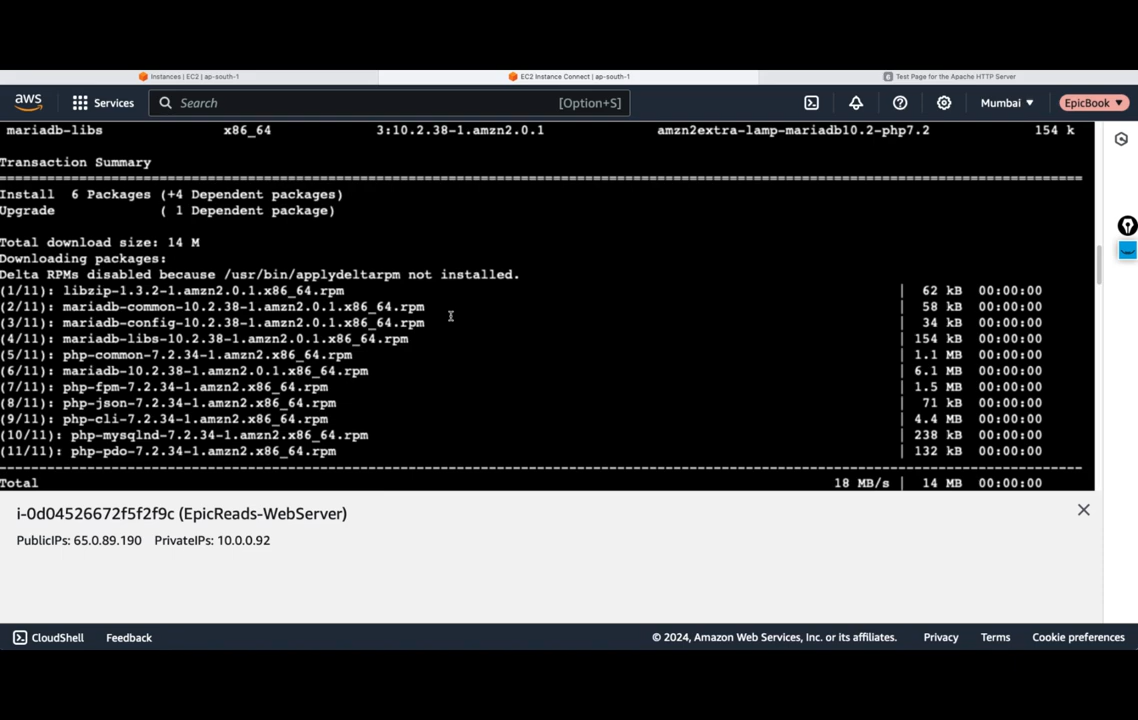 Instances | EC2 | ap-south-1
EC2 Instance Connect | ap-south-1
6 Test Page for the Apache HTTP Server
aws Services Search [Option+S] Mumbai ▼ EpicBook ▼
mariadb-libs x86_64 3:10.2.38-1.amzn2.0.1 amzn2extra-lamp-mariadb10.2-php7.2 154 k
Transaction Summary
================================================================================
Install 6 Packages (+4 Dependent packages)
Upgrade ( 1 Dependent package)
Total download size: 14 M
Downloading packages:
Delta RPMs disabled because /usr/bin/applydeltarpm not installed.
(1/11): libzip-1.3.2-1.amzn2.0.1.x86_64.rpm | 62 kB 00:00:00
(2/11): mariadb-common-10.2.38-1.amzn2.0.1.x86_64.rpm | 58 kB 00:00:00
(3/11): mariadb-config-10.2.38-1.amzn2.0.1.x86_64.rpm | 34 kB 00:00:00
(4/11): mariadb-libs-10.2.38-1.amzn2.0.1.x86_64.rpm | 154 kB 00:00:00
(5/11): php-common-7.2.34-1.amzn2.x86_64.rpm | 1.1 MB 00:00:00
(6/11): mariadb-10.2.38-1.amzn2.0.1.x86_64.rpm | 6.1 MB 00:00:00
(7/11): php-fpm-7.2.34-1.amzn2.x86_64.rpm | 1.5 MB 00:00:00
(8/11): php-json-7.2.34-1.amzn2.x86_64.rpm | 71 kB 00:00:00
(9/11): php-cli-7.2.34-1.amzn2.x86_64.rpm | 4.4 MB 00:00:00
(10/11): php-mysqlnd-7.2.34-1.amzn2.x86_64.rpm | 238 kB 00:00:00
(11/11): php-pdo-7.2.34-1.amzn2.x86_64.rpm | 132 kB 00:00:00
--------------------------------------------------------------------------------
Total 18 MB/s | 14 MB 00:00:00
i-0d04526672f5f2f9c (EpicReads-WebServer)
PublicIPs: 65.0.89.190 PrivateIPs: 10.0.0.92
CloudShell Feedback © 2024, Amazon Web Services, Inc. or its affiliates. Privacy Terms Cookie preferences